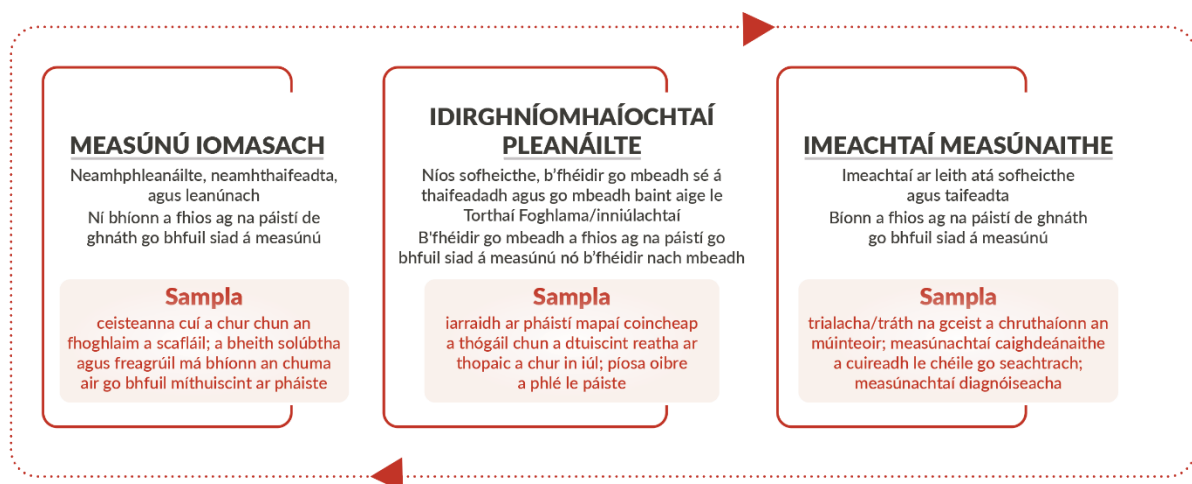 MEASÚNÚ IOMASACH
Neamhphleanáilte, neamhthaifeadta,
agus leanúnach
Ní bhíonn a fhios ag na páistí de
ghnáth go bhfuil siad á measúnú
Sampla
ceisteanna cuí a chur chun an
fhoghlaim a scafláil; a bheith solúbtha
agus freagrúil má bhíonn an chuma
air go bhfuil míthuiscint ar pháiste
IDIRGHNÍOMHAÍOCHTAÍ
PLEANÁILTE
Níos sofheicthe, b'fhéidir go mbeadh sé á
thaifeadadh agus go mbeadh baint aige le
Torthaí Foghlama/inniúlachtaí
B'fhéidir go mbeadh a fhios ag na páistí go
bhfuil siad á measúnú nó b'fhéidir nach mbeadh
Sampla
iarraidh ar pháistí mapaí coincheap
a thógáil chun a dtuiscint reatha ar
thopaic a chur in iúl; píosa oibre
a phlé le páiste
IMEACHTAÍ MEASÚNAITHE
Imeachtaí ar leith atá sofheicthe
agus taifeadta
Bíonn a fhios ag na páistí de ghnáth
go bhfuil siad á measúnú
Sampla
trialacha/tráth na gceist a chruthaíonn an
múinteoir; measúnachtaí caighdeánaithe
a cuireadh le chéile go seachtrach;
measúnachtaí diagnóiseacha